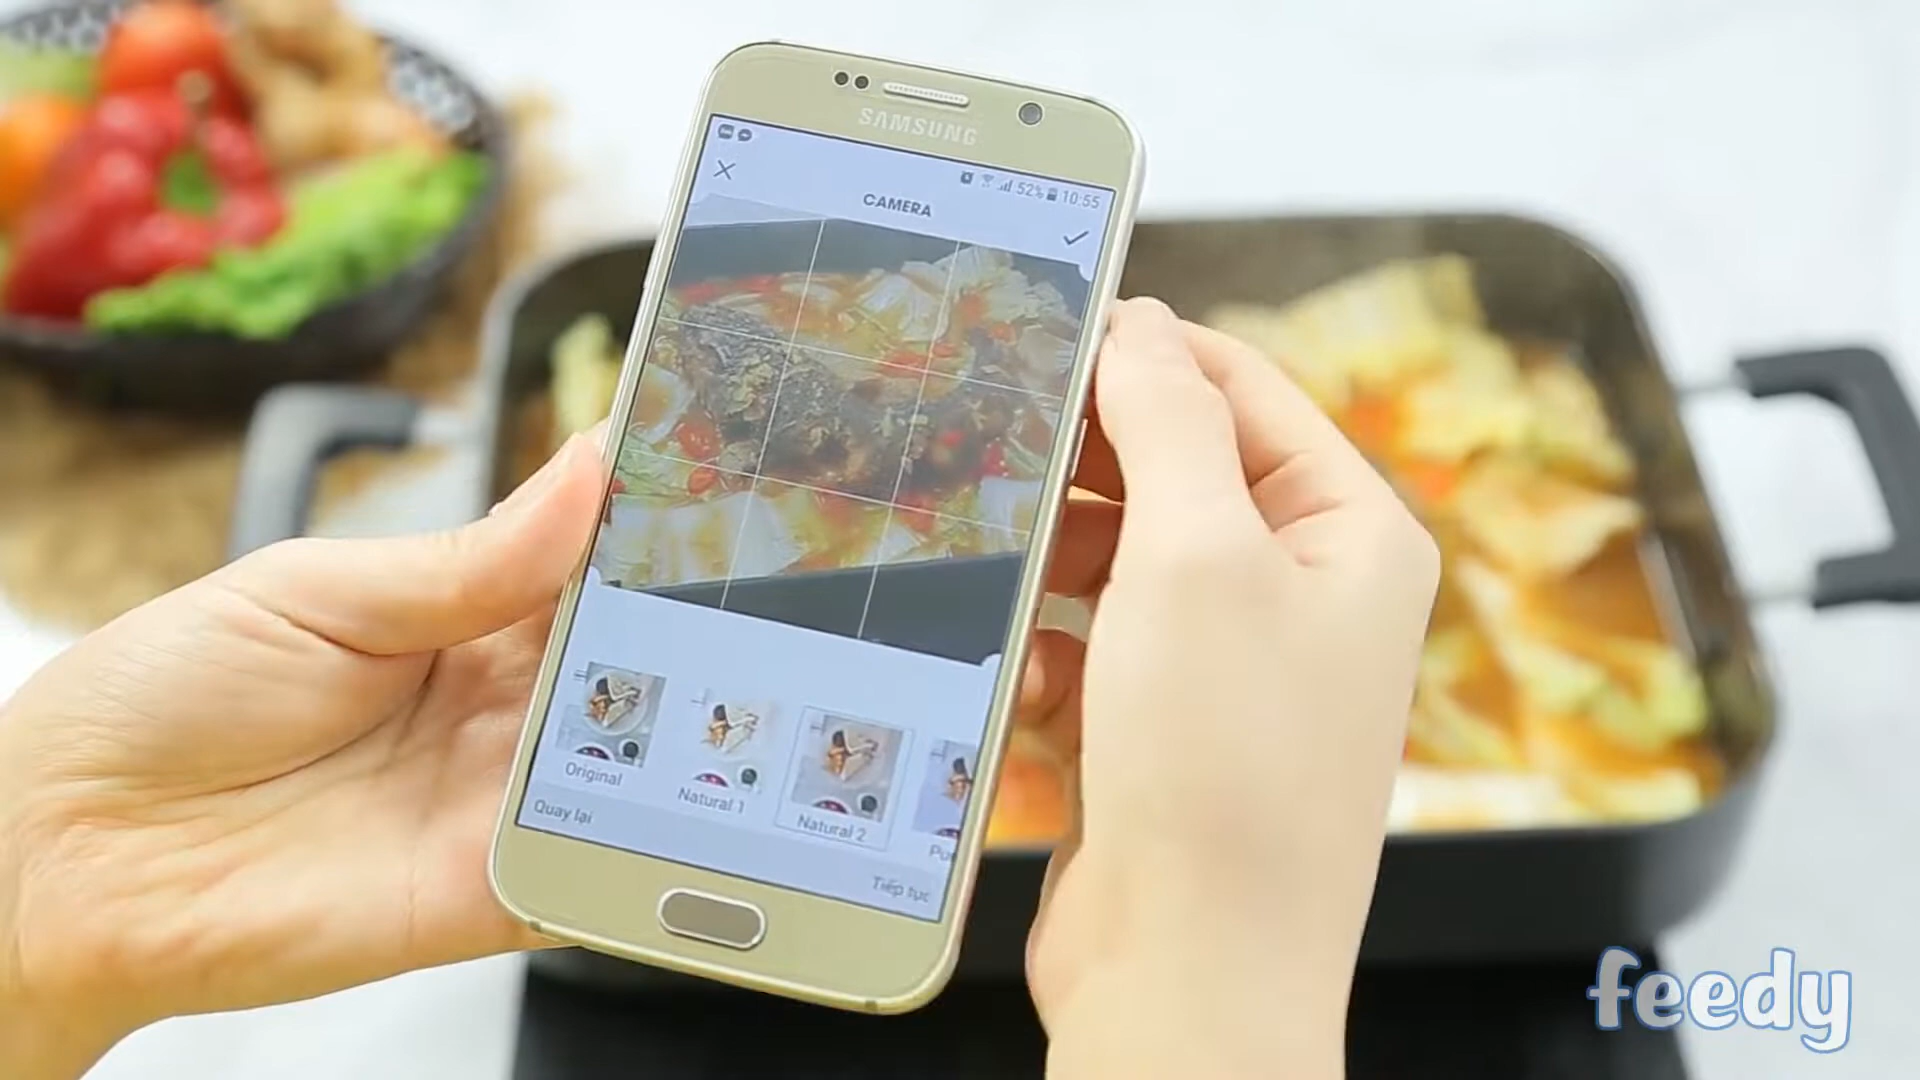 SAMSUNG
52% 10:55
CAMERA
Original
Natural 1
Natural 2
Quay lại
Tiếp tục
feedy